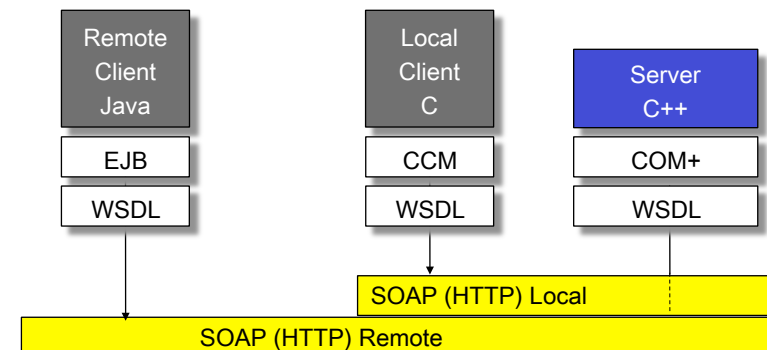 Remote
Client
Java
Local
Client
C
Server
C++
EJB
CCM
COM+
WSDL
WSDL
WSDL
SOAP (HTTP) Local
SOAP (HTTP) Remote